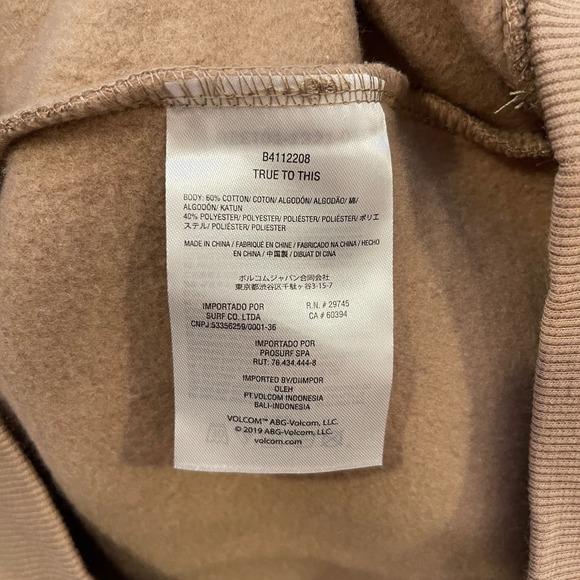 B4112208
TRUE TO THIS
BODY: 60% COTTON/ COTON/ ALGODÓN/ ALGODÃO/ 綿/
ALGODÓN/ KATUN
40% POLYESTER/ POLYESTER/ POLIÉSTER/ POLIÉSTER/ ポリエ
ステル/ POLIÉSTER/ POLIESTER
MADE IN CHINA / FABRIQUÉ EN CHINE / FABRICADO NA CHINA / HECHO
EN CHINA / 中国製 / DIBUAT DI CINA
ボルコムジャパン合同会社
東京都渋谷区千駄ヶ谷3-15-7
IMPORTADO POR
SURF CO. LTDA
CNPJ:53356259/0001-36
R.N. # 29745
CA # 60394
IMPORTADO POR
PROSURF SPA
RUT: 76.434.444-8
IMPORTED BY/DIIMPOR
OLEH
PT.VOLCOM INDONESIA
BALI-INDONESIA
VOLCOM™ ABG-Volcom, LLC.
© 2019 ABG-Volcom, LLC.
volcom.com